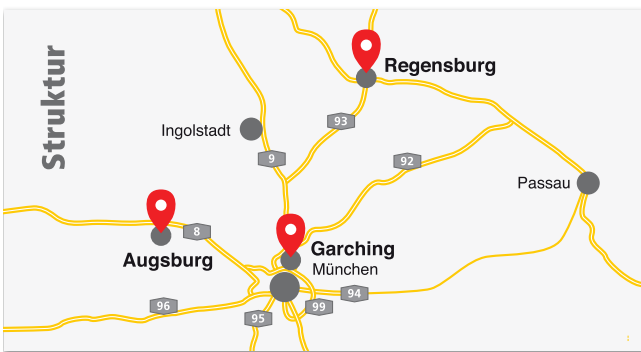 Struktur
Regensburg
93
Ingolstadt
9
92
Passau
8
Augsburg
Garching
München
94
96
99
95